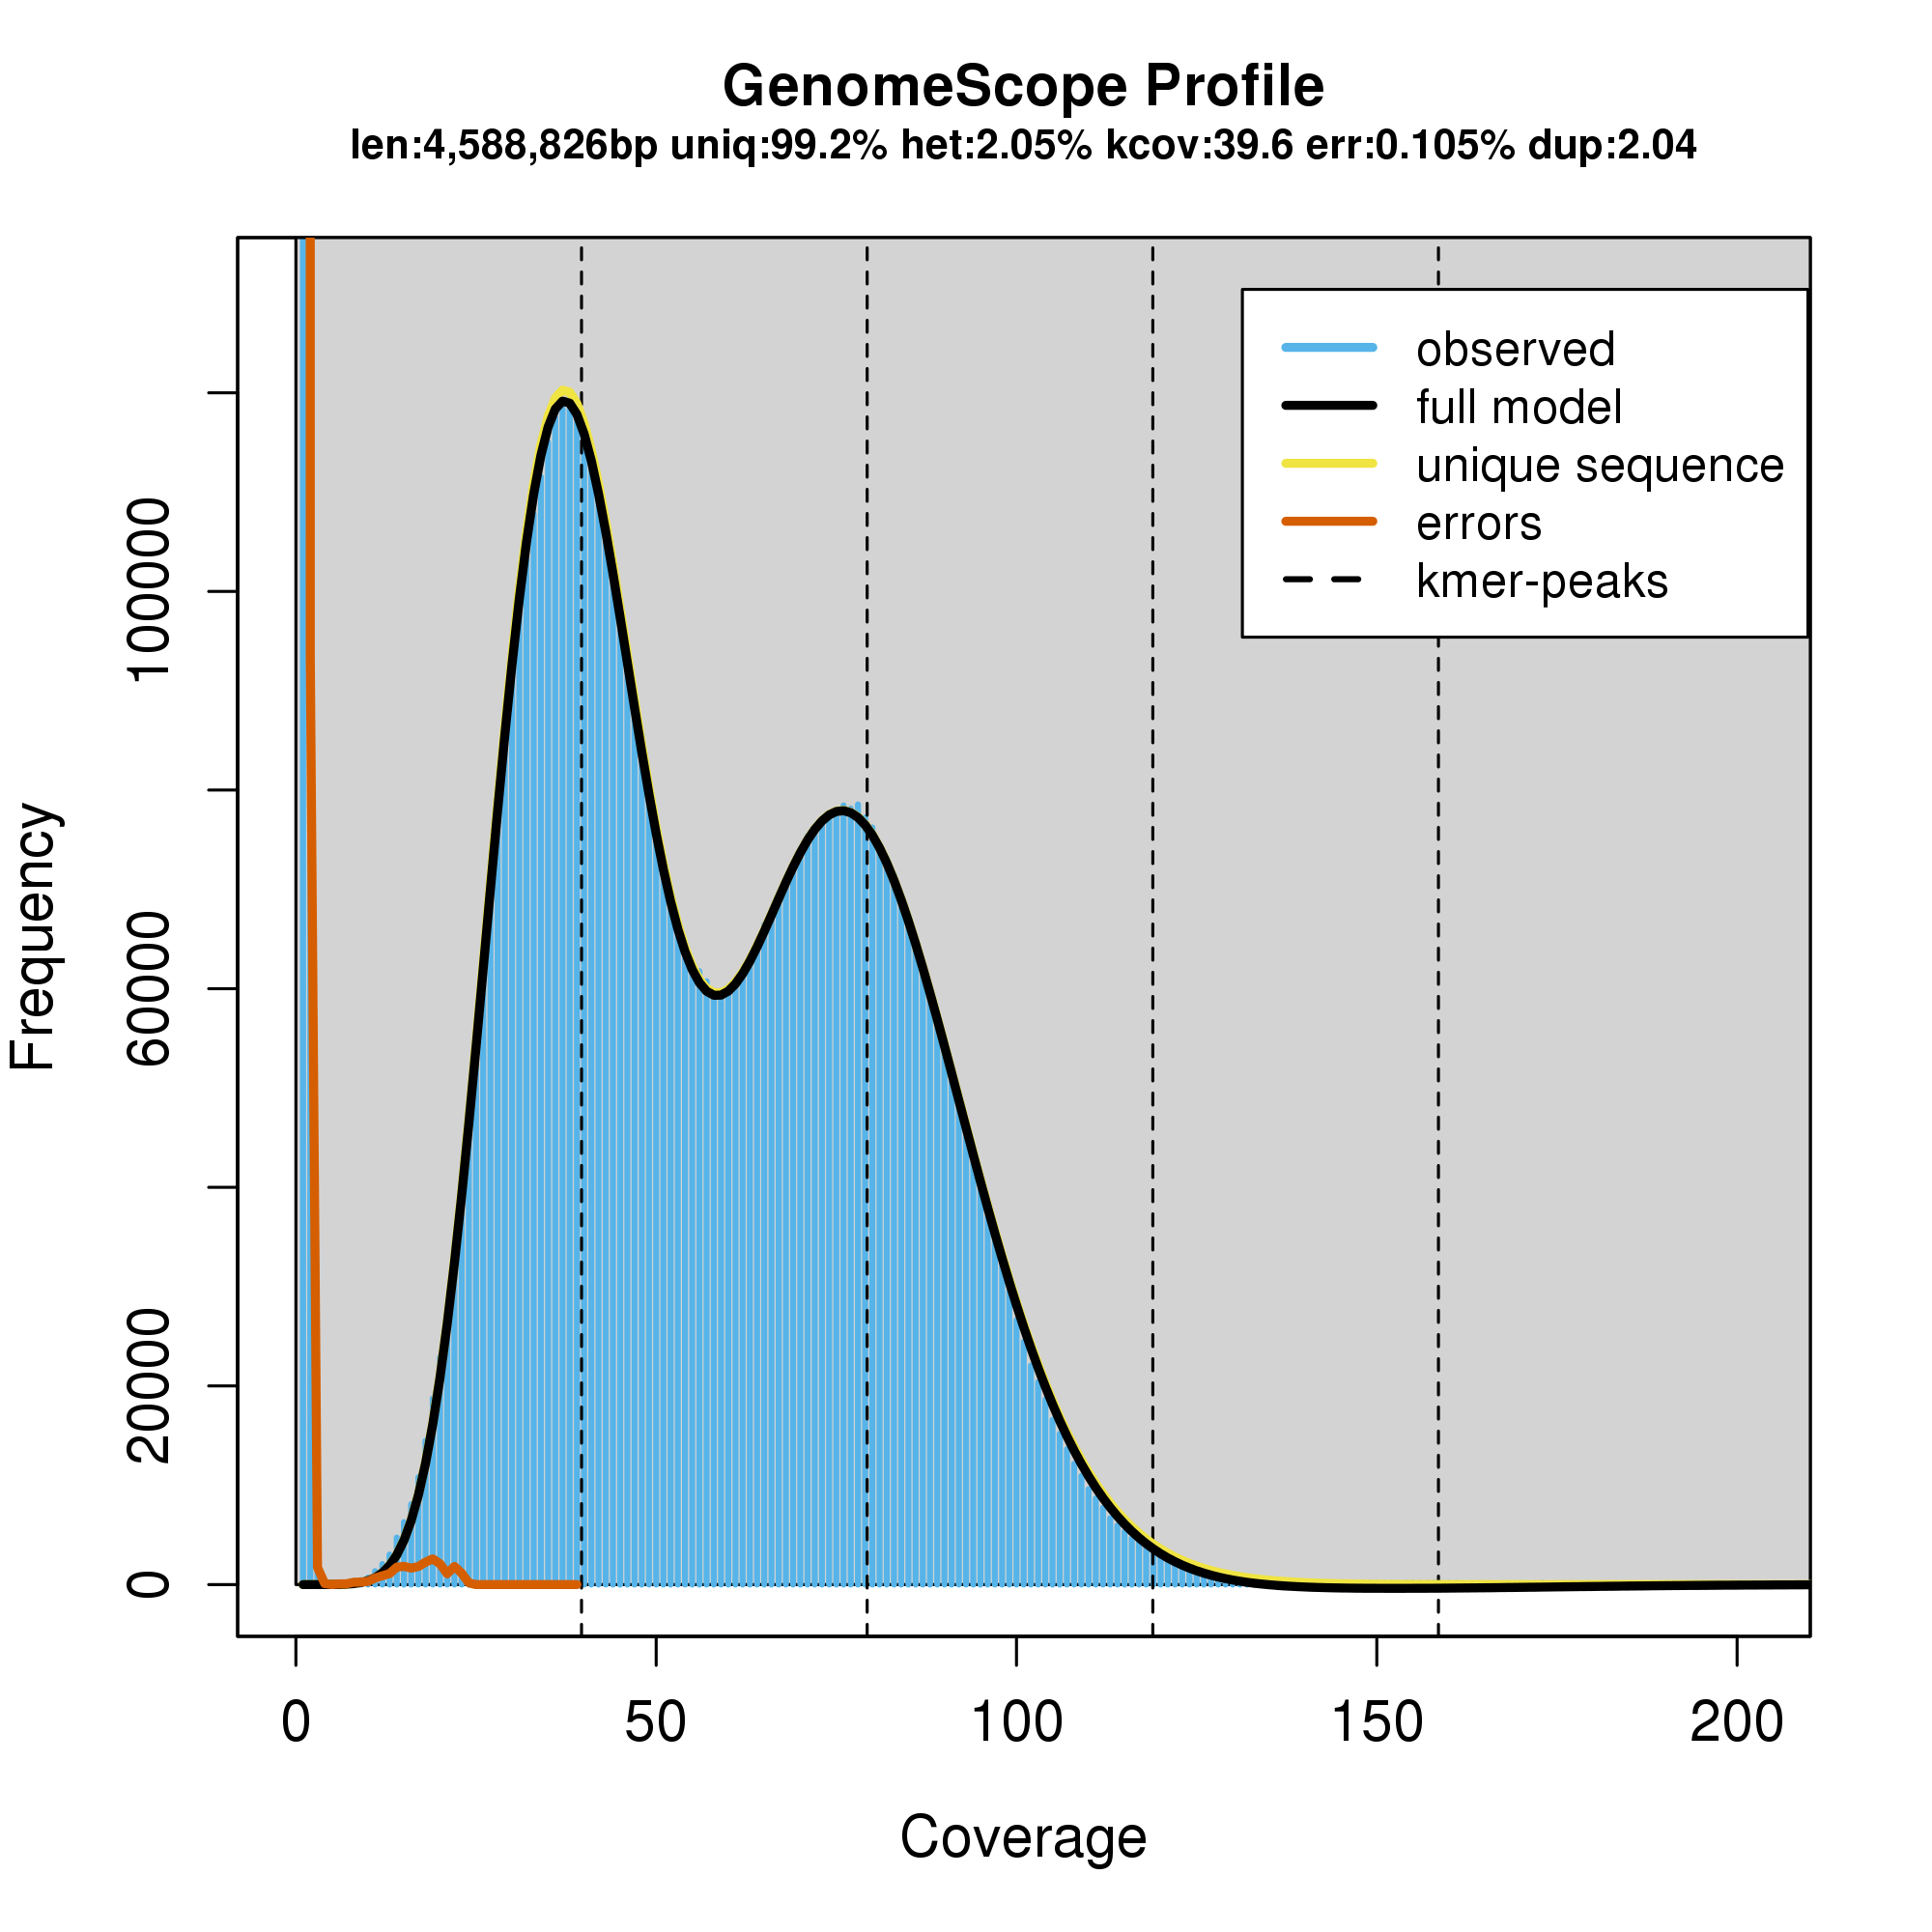 GenomeScope Profile
len:4,588,826bp uniq:99.2% het:2.05% kcov:39.6 err:0.105% dup:2.04
observed
full model
unique sequence
errors
kmer-peaks
Frequency
100000
60000
20000
0
0 50 100 150 200
Coverage